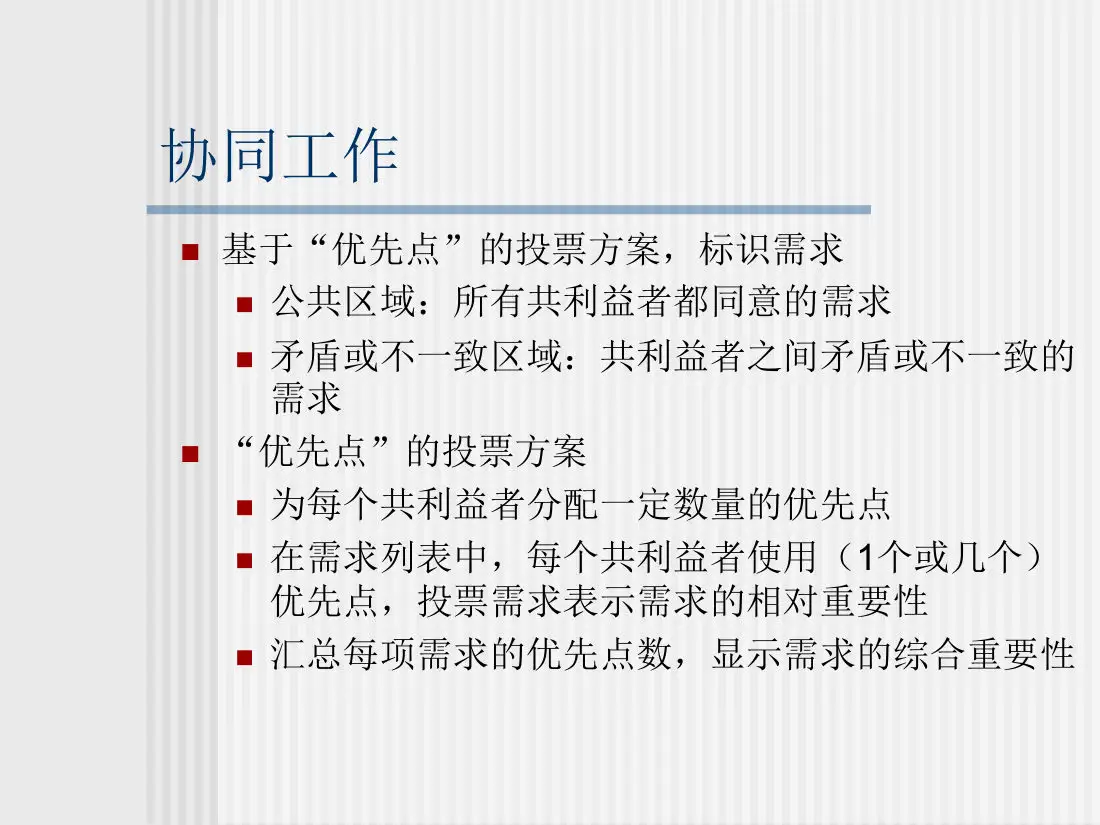 协同工作
基于“优先点”的投票方案，标识需求
公共区域：所有共利益者都同意的需求
矛盾或不一致区域：共利益者之间矛盾或不一致的
需求
“优先点”的投票方案
为每个共利益者分配一定数量的优先点
在需求列表中，每个共利益者使用（1个或几个）
优先点，投票需求表示需求的相对重要性
汇总每项需求的优先点数，显示需求的综合重要性